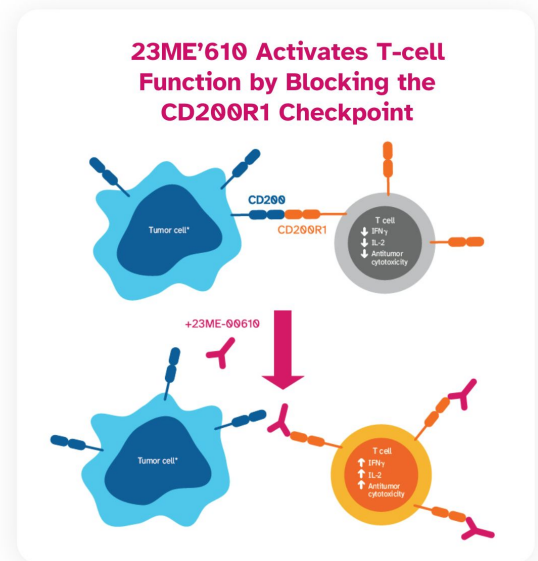 23ME’610 Activates T-cell
Function by Blocking the
CD200R1 Checkpoint
CD200
CD200R1
Tumor cell*
T cell
↓ IFNγ
↓ IL-2
↓ Antitumor
cytotoxicity
+23ME-00610
Tumor cell*
T cell
↑ IFNγ
↑ IL-2
↑ Antitumor
cytotoxicity